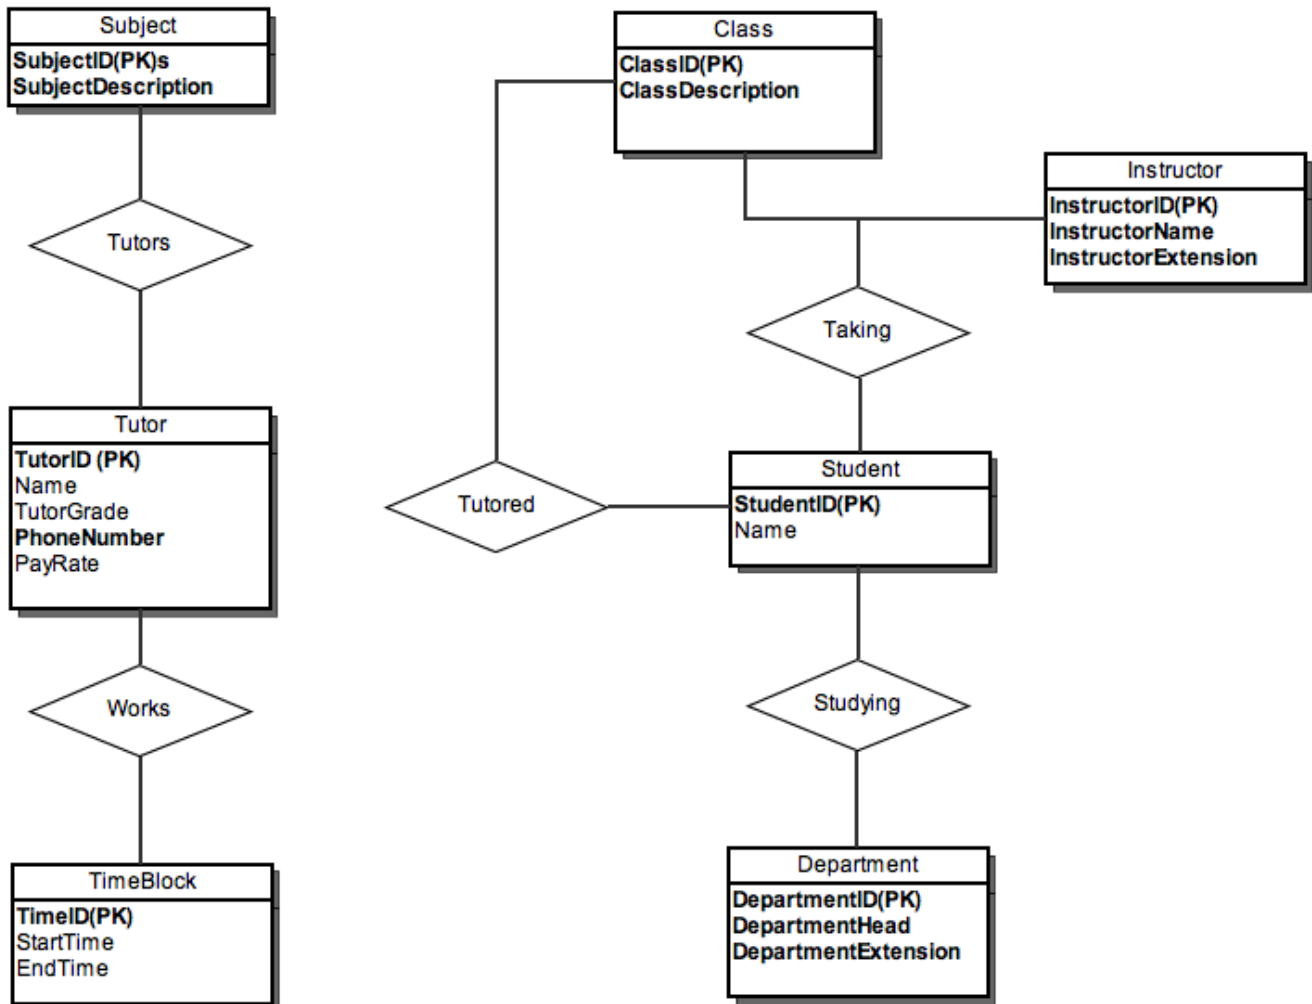 Subject
SubjectID(PK)s
SubjectDescription
Tutors
Tutor
TutorID (PK)
Name
TutorGrade
PhoneNumber
PayRate
Works
TimeBlock
TimeID(PK)
StartTime
EndTime
Class
ClassID(PK)
ClassDescription
Instructor
InstructorID(PK)
InstructorName
InstructorExtension
Taking
Tutored
Student
StudentID(PK)
Name
Studying
Department
DepartmentID(PK)
DepartmentHead
DepartmentExtension